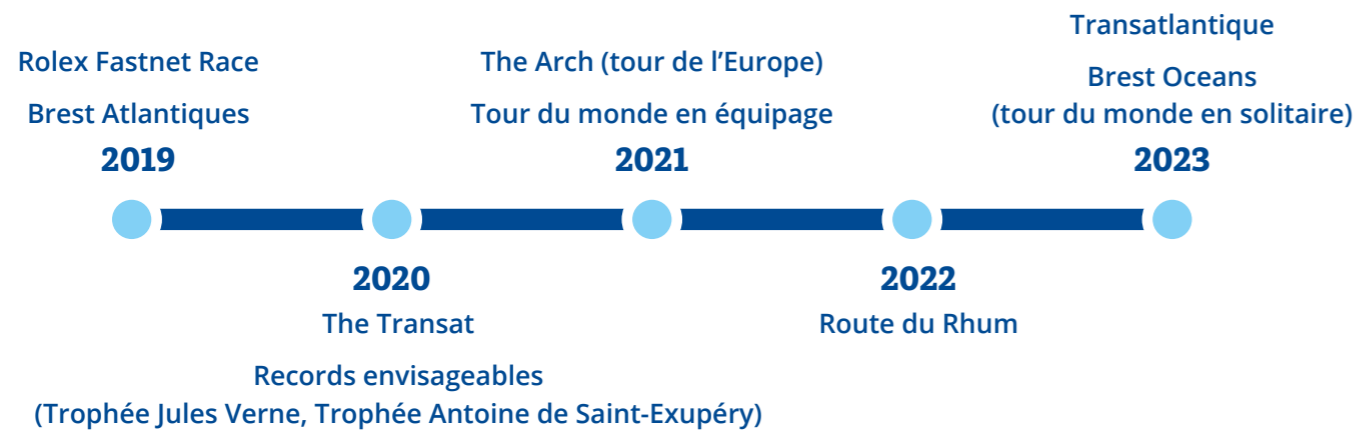 Rolex Fastnet Race
Brest Atlantiques
2019
The Transat
2020
Records envisageables
(Trophée Jules Verne, Trophée Antoine de Saint-Exupéry)
The Arch (tour de l’Europe)
Tour du monde en équipage
2021
2022
Route du Rhum
Transatlantique
Brest Oceans
(tour du monde en solitaire)
2023